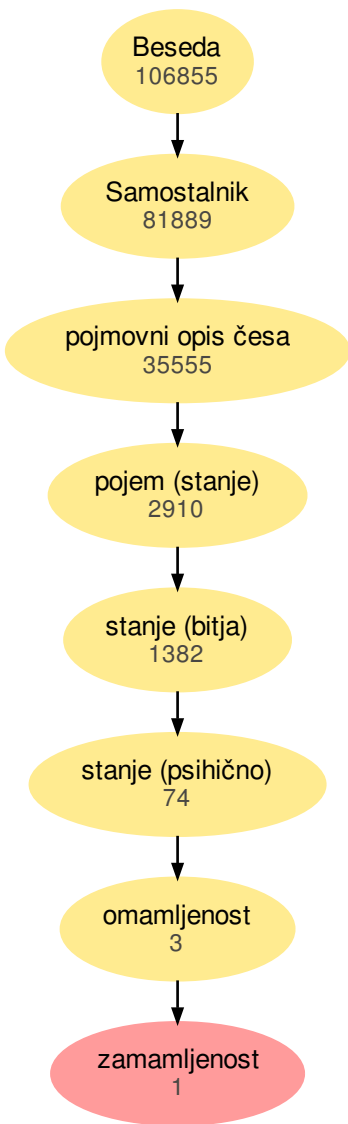 Beseda
106855
Samostalnik
81889
pojmovni opis česa
35555
pojem (stanje)
2910
stanje (bitja)
1382
stanje (psihično)
74
omamljenost
3
zamamljenost
1